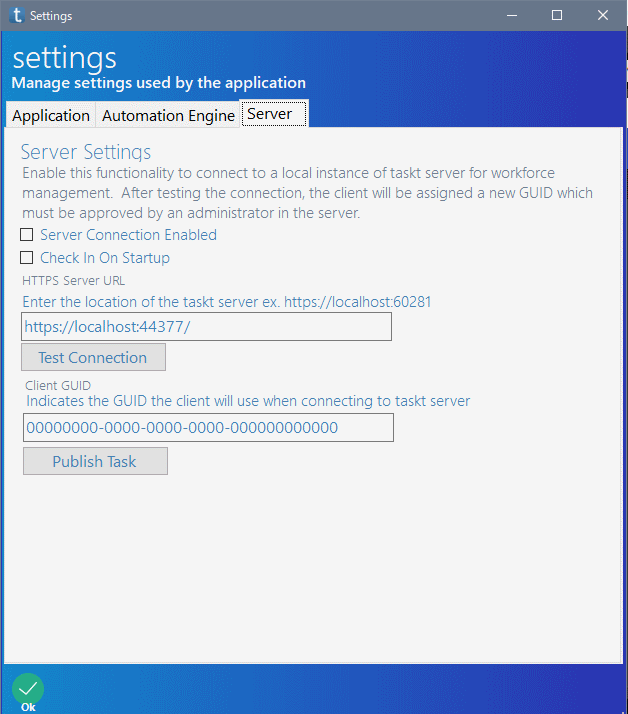 t Settings
settings
Manage settings used by the application
Application Automation Engine Server
Server Settings
Enable this functionality to connect to a local instance of taskt server for workforce
management.  After testing the connection, the client will be assigned a new GUID which
must be approved by an administrator in the server.
Server Connection Enabled
Check In On Startup
HTTPS Server URL
Enter the location of the taskt server ex. https://localhost:60281
https://localhost:44377/
Test Connection
Client GUID
Indicates the GUID the client will use when connecting to taskt server
00000000-0000-0000-0000-000000000000
Publish Task
Ok